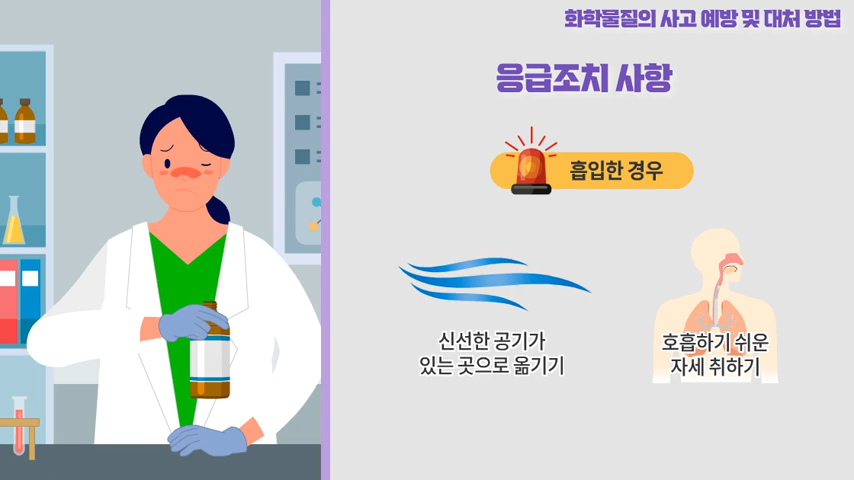 화학물질의 사고 예방 및 대처 방법
응급조치 사항
흡입한 경우
신선한 공기가
있는 곳으로 옮기기
호흡하기 쉬운
자세 취하기